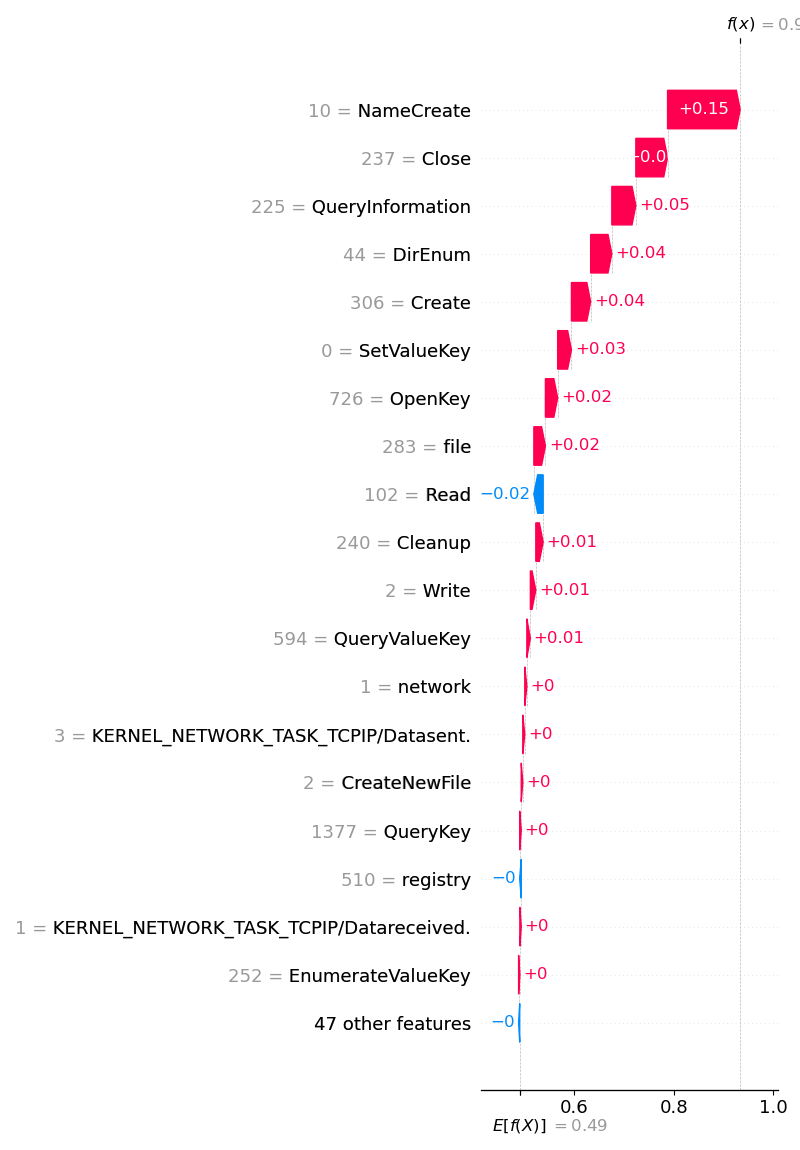 f(x) = 0.9
10 = NameCreate +0.15
237 = Close +0.0
225 = QueryInformation +0.05
44 = DirEnum +0.04
306 = Create +0.04
0 = SetValueKey +0.03
726 = OpenKey +0.02
283 = file +0.02
102 = Read −0.02
240 = Cleanup +0.01
2 = Write +0.01
594 = QueryValueKey +0.01
1 = network +0
3 = KERNEL_NETWORK_TASK_TCPIP/Datasent. +0
2 = CreateNewFile +0
1377 = QueryKey +0
510 = registry −0
1 = KERNEL_NETWORK_TASK_TCPIP/Datareceived. +0
252 = EnumerateValueKey +0
47 other features −0
0.6 0.8 1.0
E[f(X)] = 0.49